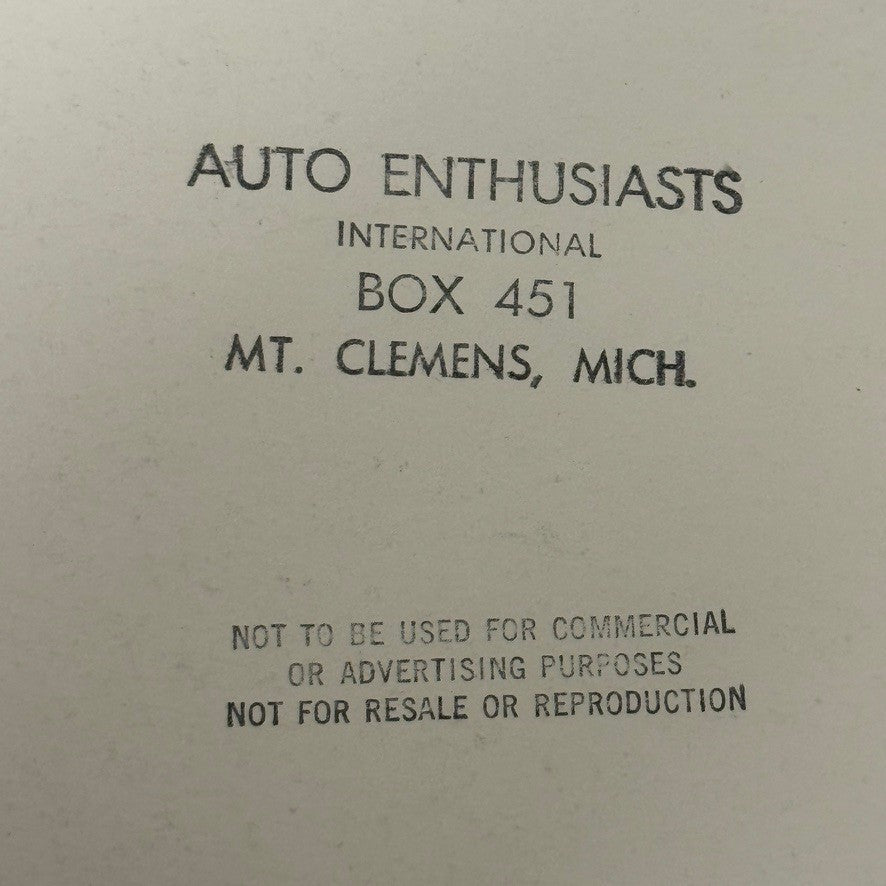 AUTO ENTHUSIASTS
INTERNATIONAL
BOX 451
MT. CLEMENS, MICH.
NOT TO BE USED FOR COMMERCIAL
OR ADVERTISING PURPOSES
NOT FOR RESALE OR REPRODUCTION